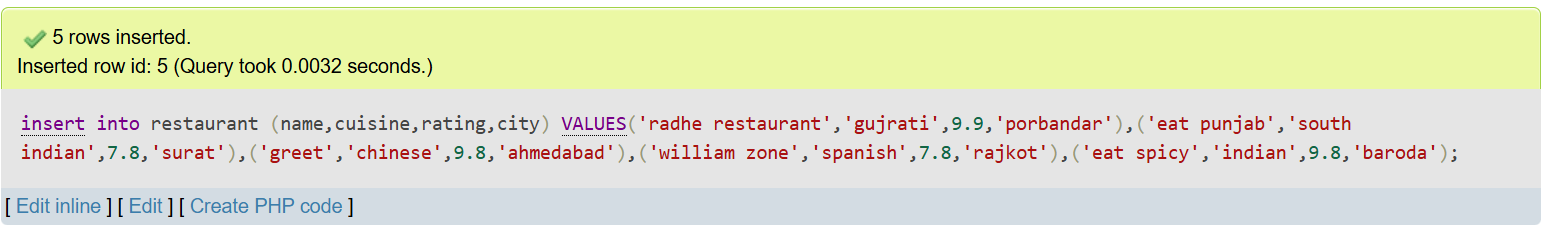 5 rows inserted.
Inserted row id: 5 (Query took 0.0032 seconds.)
insert into restaurant (name,cuisine,rating,city) VALUES('radhe restaurant','gujrati',9.9,'porbandar'),('eat punjab','south
indian',7.8,'surat'),('greet','chinese',9.8,'ahmedabad'),('william zone','spanish',7.8,'rajkot'),('eat spicy','indian',9.8,'baroda');
[ Edit inline ] [ Edit ] [ Create PHP code ]